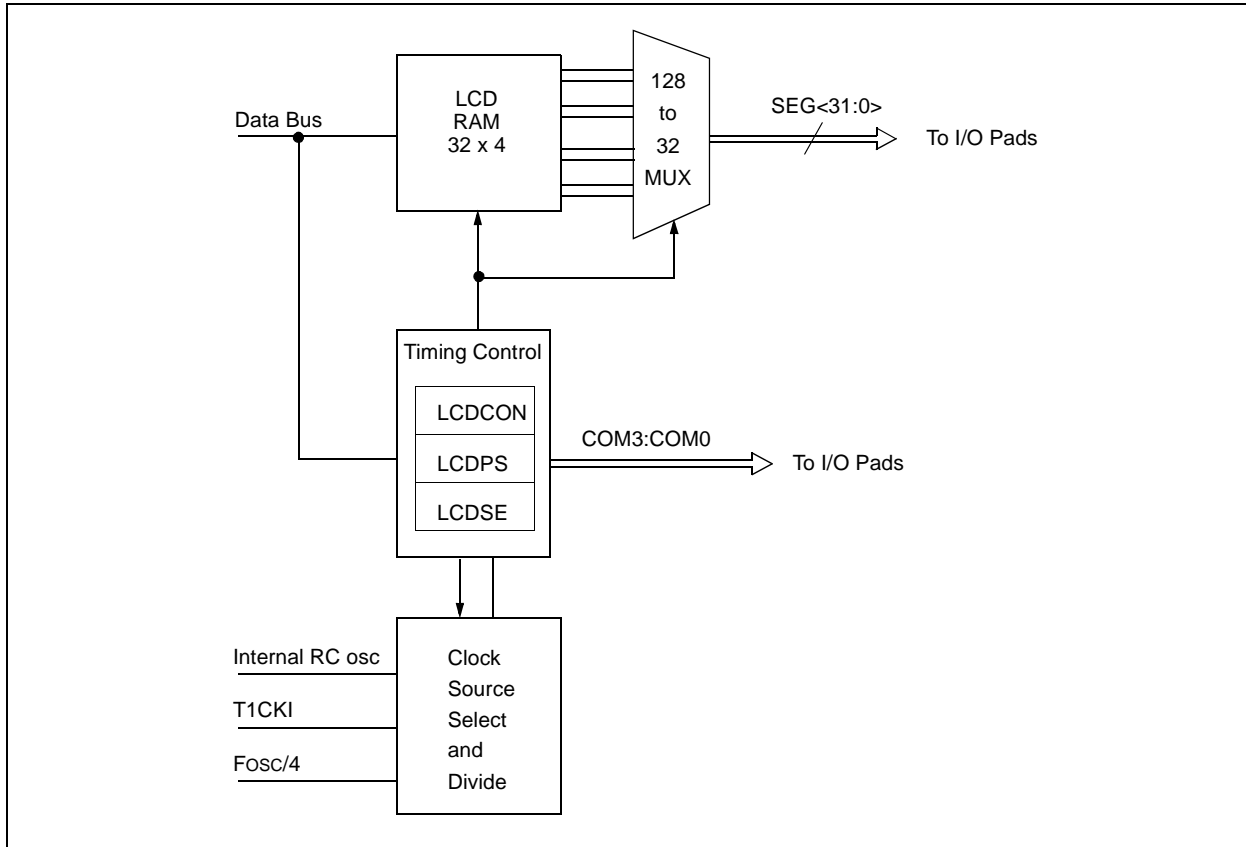 LCD
RAM
32 x 4
128
to
32
MUX
Data Bus
SEG<31:0>
To I/O Pads
Timing Control
LCDCON
LCDPS
LCDSE
COM3:COM0
To I/O Pads
Internal RC osc
T1CKI
FOSC/4
Clock
Source
Select
and
Divide